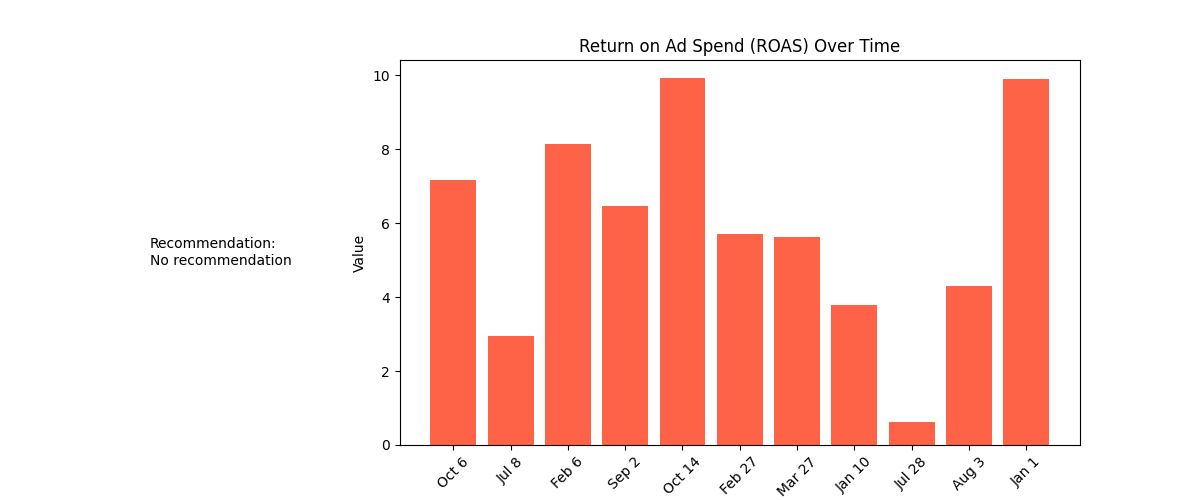 Return on Ad Spend (ROAS) Over Time
Recommendation:
No recommendation
Value
10
8
6
4
2
0
Oct 6
Jul 8
Feb 6
Sep 2
Oct 14
Feb 27
Mar 27
Jan 10
Jul 28
Aug 3
Jan 1